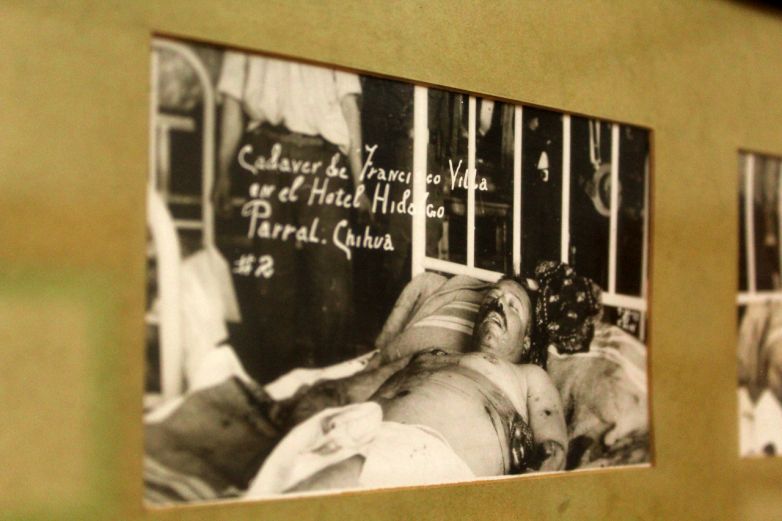 Cadaver de Francisco Villa
en el Hotel Hidalgo
Parral. Chihua
#2